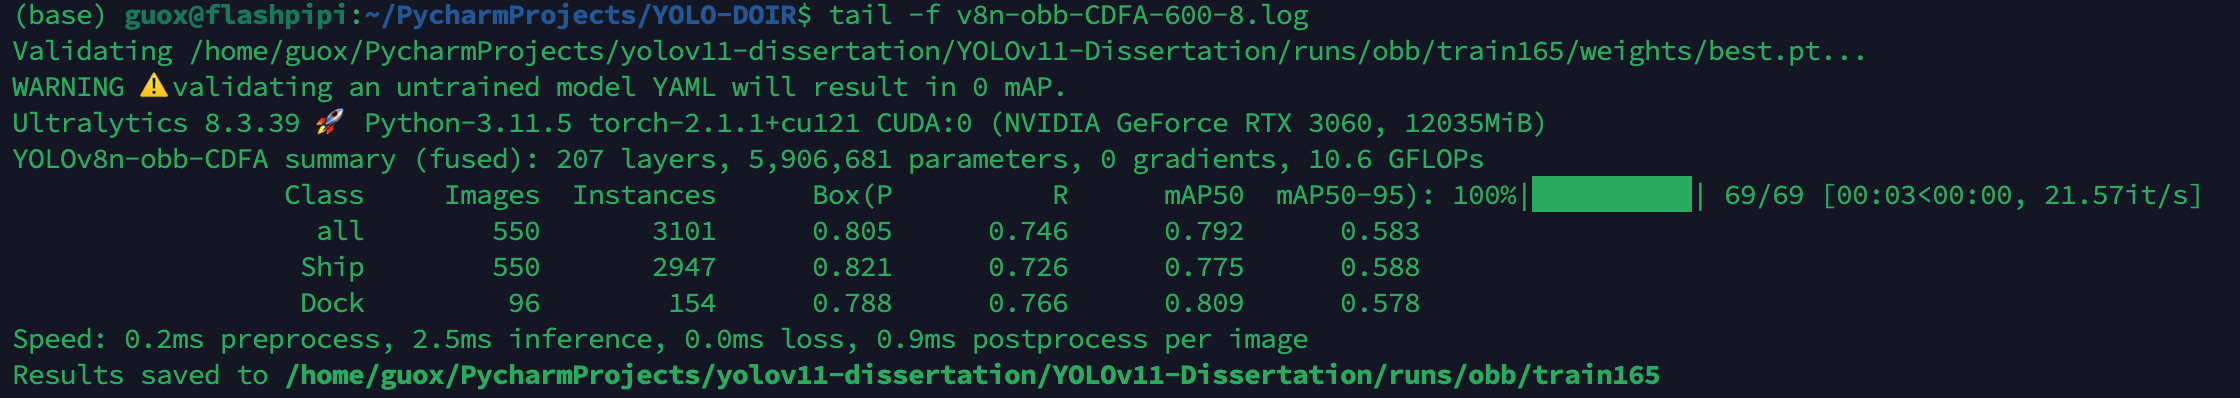 (base) guox@flashpipi:~/PycharmProjects/YOLO-DOIR$ tail -f v8n-obb-CDFA-600-8.log
Validating /home/guox/PycharmProjects/yolov11-dissertation/YOLOv11-Dissertation/runs/obb/train165/weights/best.pt...
WARNING ⚠️validating an untrained model YAML will result in 0 mAP.
Ultralytics 8.3.39 🚀 Python-3.11.5 torch-2.1.1+cu121 CUDA:0 (NVIDIA GeForce RTX 3060, 12035MiB)
YOLOv8n-obb-CDFA summary (fused): 207 layers, 5,906,681 parameters, 0 gradients, 10.6 GFLOPs
Class Images Instances Box(P R mAP50 mAP50-95): 100%|██████████| 69/69 [00:03<00:00, 21.57it/s]
all 550 3101 0.805 0.746 0.792 0.583
Ship 550 2947 0.821 0.726 0.775 0.588
Dock 96 154 0.788 0.766 0.809 0.578
Speed: 0.2ms preprocess, 2.5ms inference, 0.0ms loss, 0.9ms postprocess per image
Results saved to /home/guox/PycharmProjects/yolov11-dissertation/YOLOv11-Dissertation/runs/obb/train165